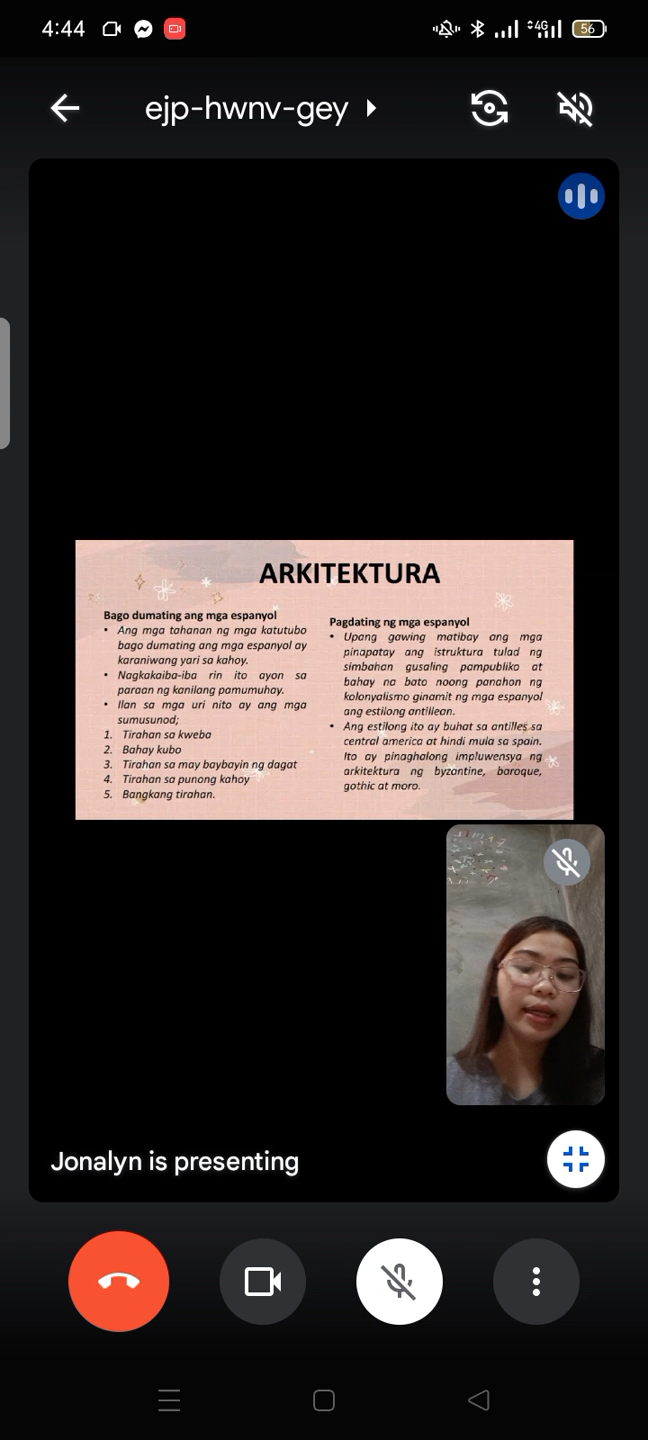 4:44
4G
56
ejp-hwnv-gey
ARKITEKTURA
Bago dumating ang mga espanyol
• Ang mga tahanan ng mga katutubo
bago dumating ang mga espanyol ay
karaniwang yari sa kahoy.
• Nagkakaiba-iba rin ito ayon sa
paraan ng kanilang pamumuhay.
• Ilan sa mga uri nito ay ang mga
sumusunod;
1. Tirahan sa kweba
2. Bahay kubo
3. Tirahan sa may baybayin ng dagat
4. Tirahan sa punong kahoy
5. Bangkang tirahan.
Pagdating ng mga espanyol
• Upang gawing matibay ang mga
pinapatay ang istruktura tulad ng
simbahan gusaling pampubliko at
bahay na bato noong panahon ng
kolonyalismo ginamit ng mga espanyol
ang estilong antillean.
• Ang estilong ito ay buhat sa antilles sa
central america at hindi mula sa spain.
Ito ay pinaghalong impluwensya ng
arkitektura ng byzantine, baroque,
gothic at moro.
Jonalyn is presenting